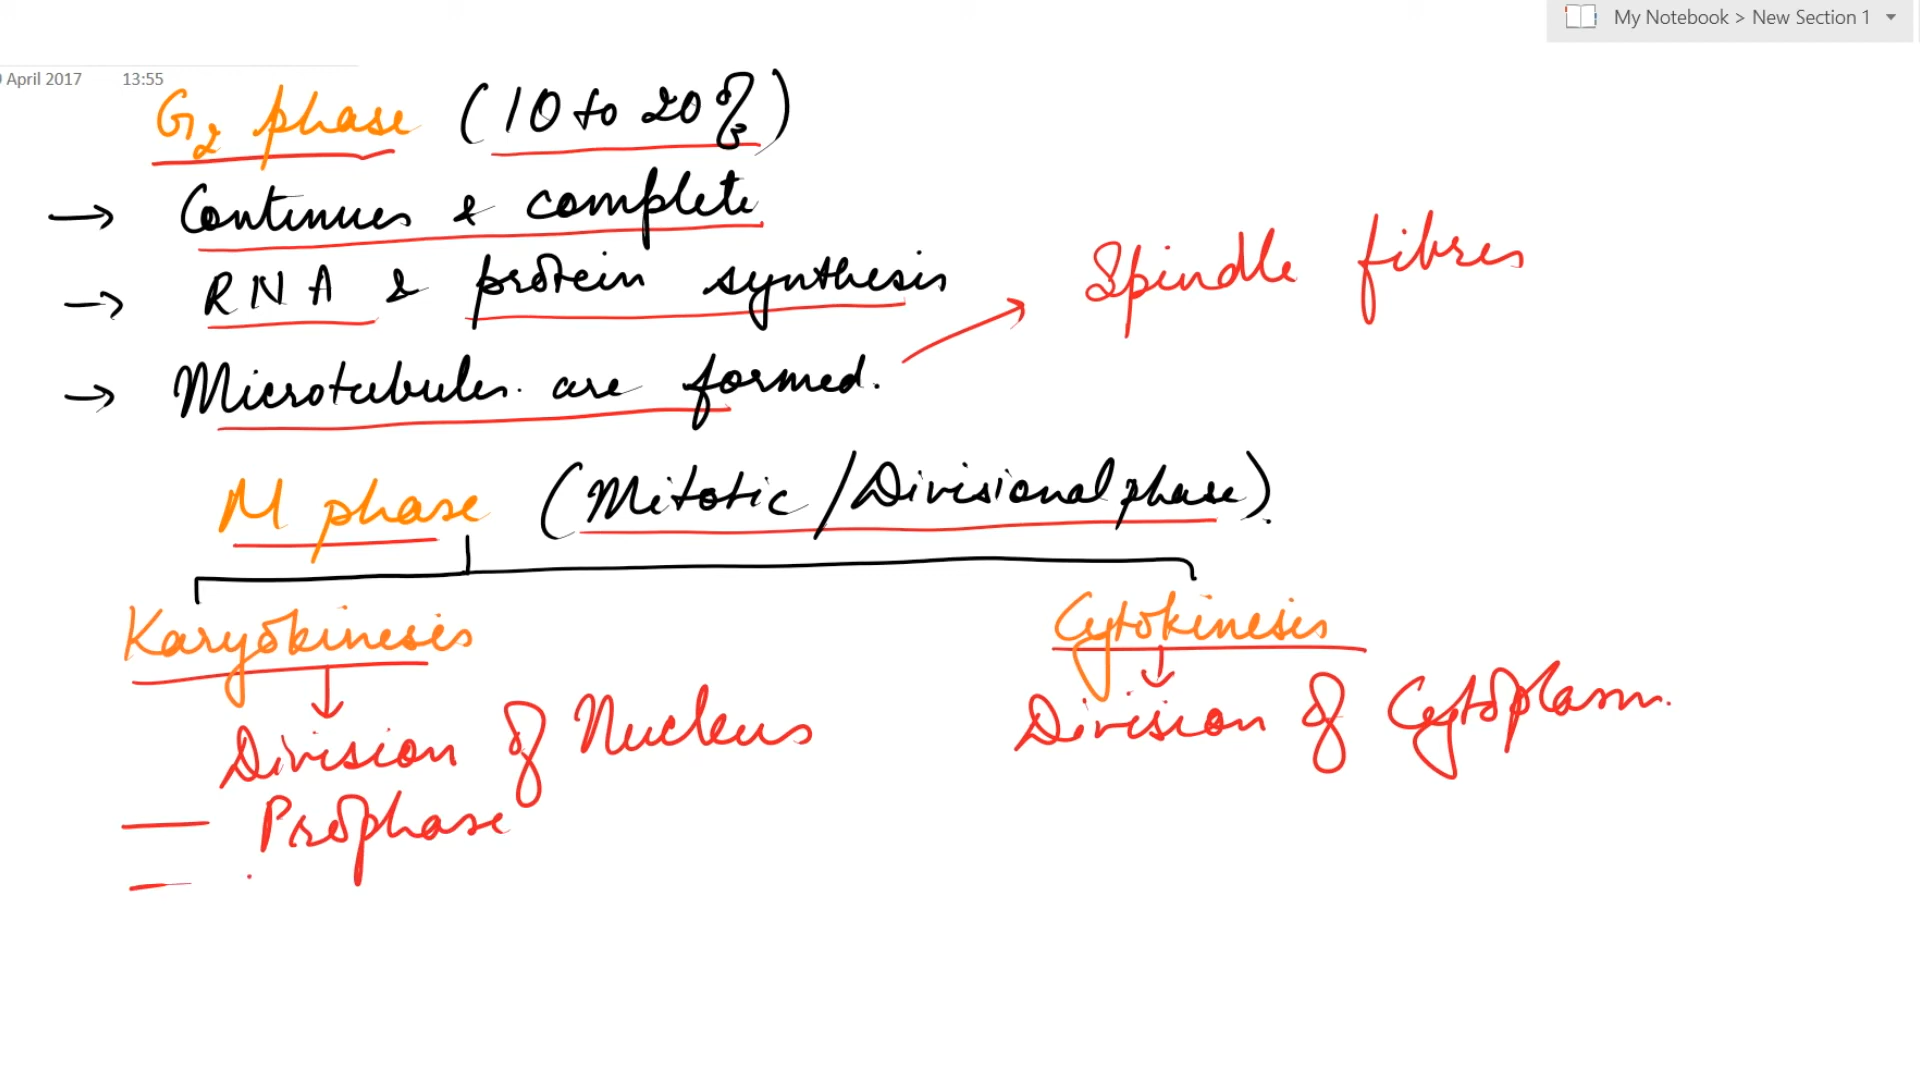 My Notebook > New Section 1
April 2017 13:55
G2 phase (10 to 20%)
→ Continues & complete
→ RNA & protein synthesis
Spindle fibres
→ Microtubules are formed.
M phase (Mitotic / Divisional phase).
Karyokinesis
Cytokinesis
Division of Nucleus
Division of Cytoplasm.
— Prophase
—